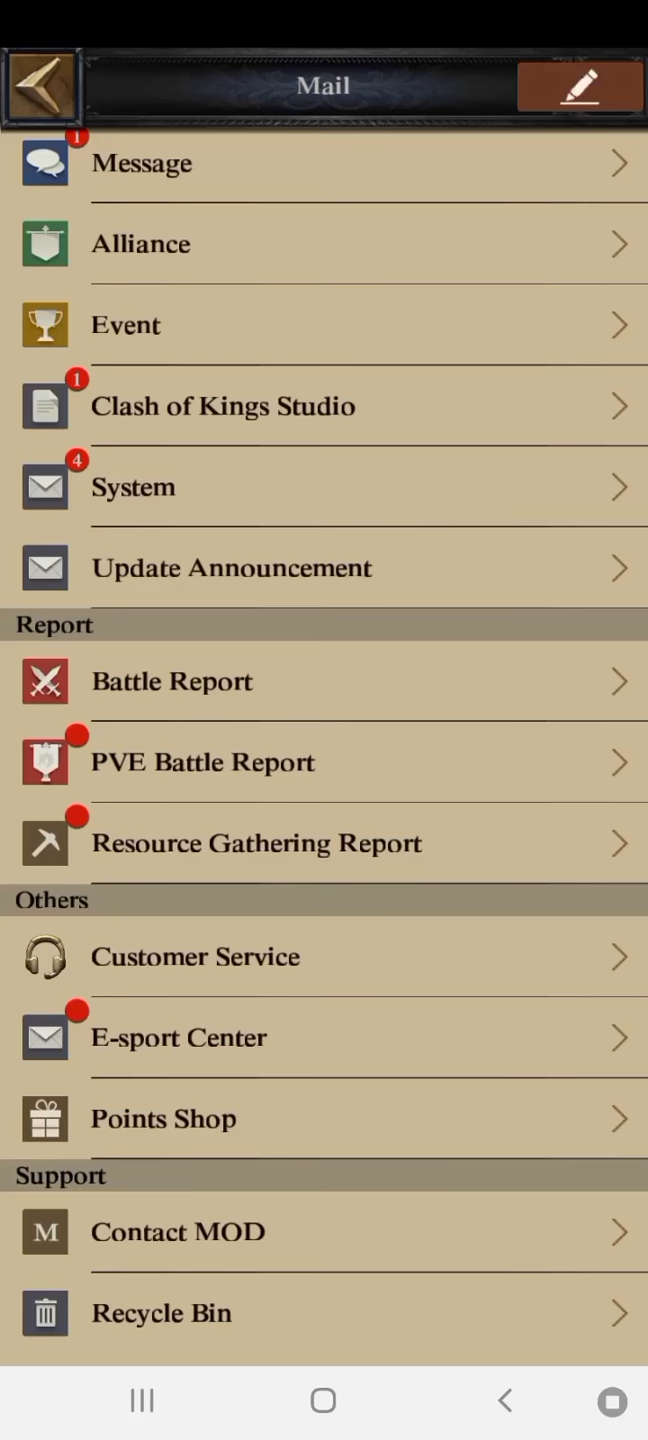 Mail
1
Message
Alliance
Event
1
Clash of Kings Studio
4
System
Update Announcement
Report
Battle Report
PVE Battle Report
Resource Gathering Report
Others
Customer Service
E-sport Center
Points Shop
Support
M
Contact MOD
Recycle Bin